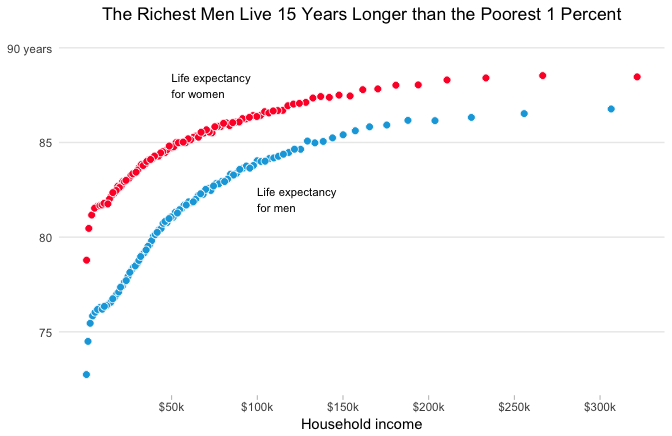 The Richest Men Live 15 Years Longer than the Poorest 1 Percent
90 years
Life expectancy
for women
85
Life expectancy
for men
80
75
$50k
$100k
$150k
$200k
$250k
$300k
Household income